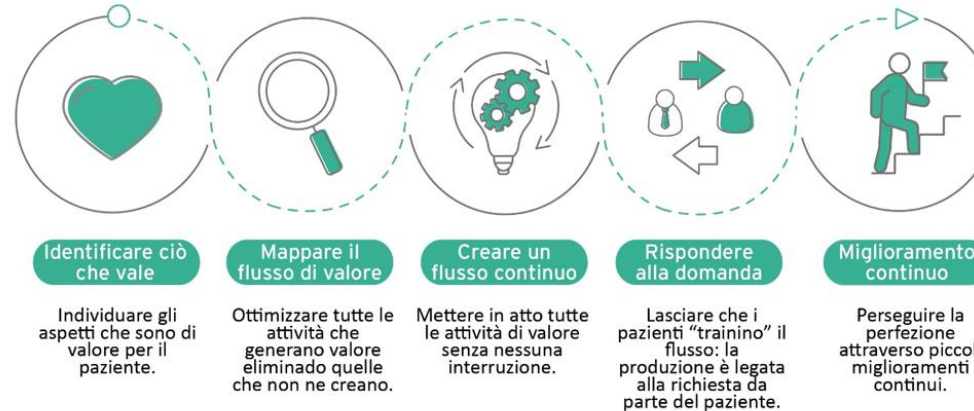 Identificare ciò
che vale
Individuare gli
aspetti che sono di
valore per il
paziente.
Mappare il
flusso di valore
Ottimizzare tutte le
attività che
generano valore
eliminado quelle
che non ne creano.
Creare un
flusso continuo
Mettere in atto tutte
le attività di valore
senza nessuna
interruzione.
Rispondere
alla domanda
Lasciare che i
pazienti “trainino” il
flusso: la
produzione è legata
alla richiesta da
parte del paziente.
Miglioramento
continuo
Perseguire la
perfezione
attraverso piccol
miglioramenti
continui.